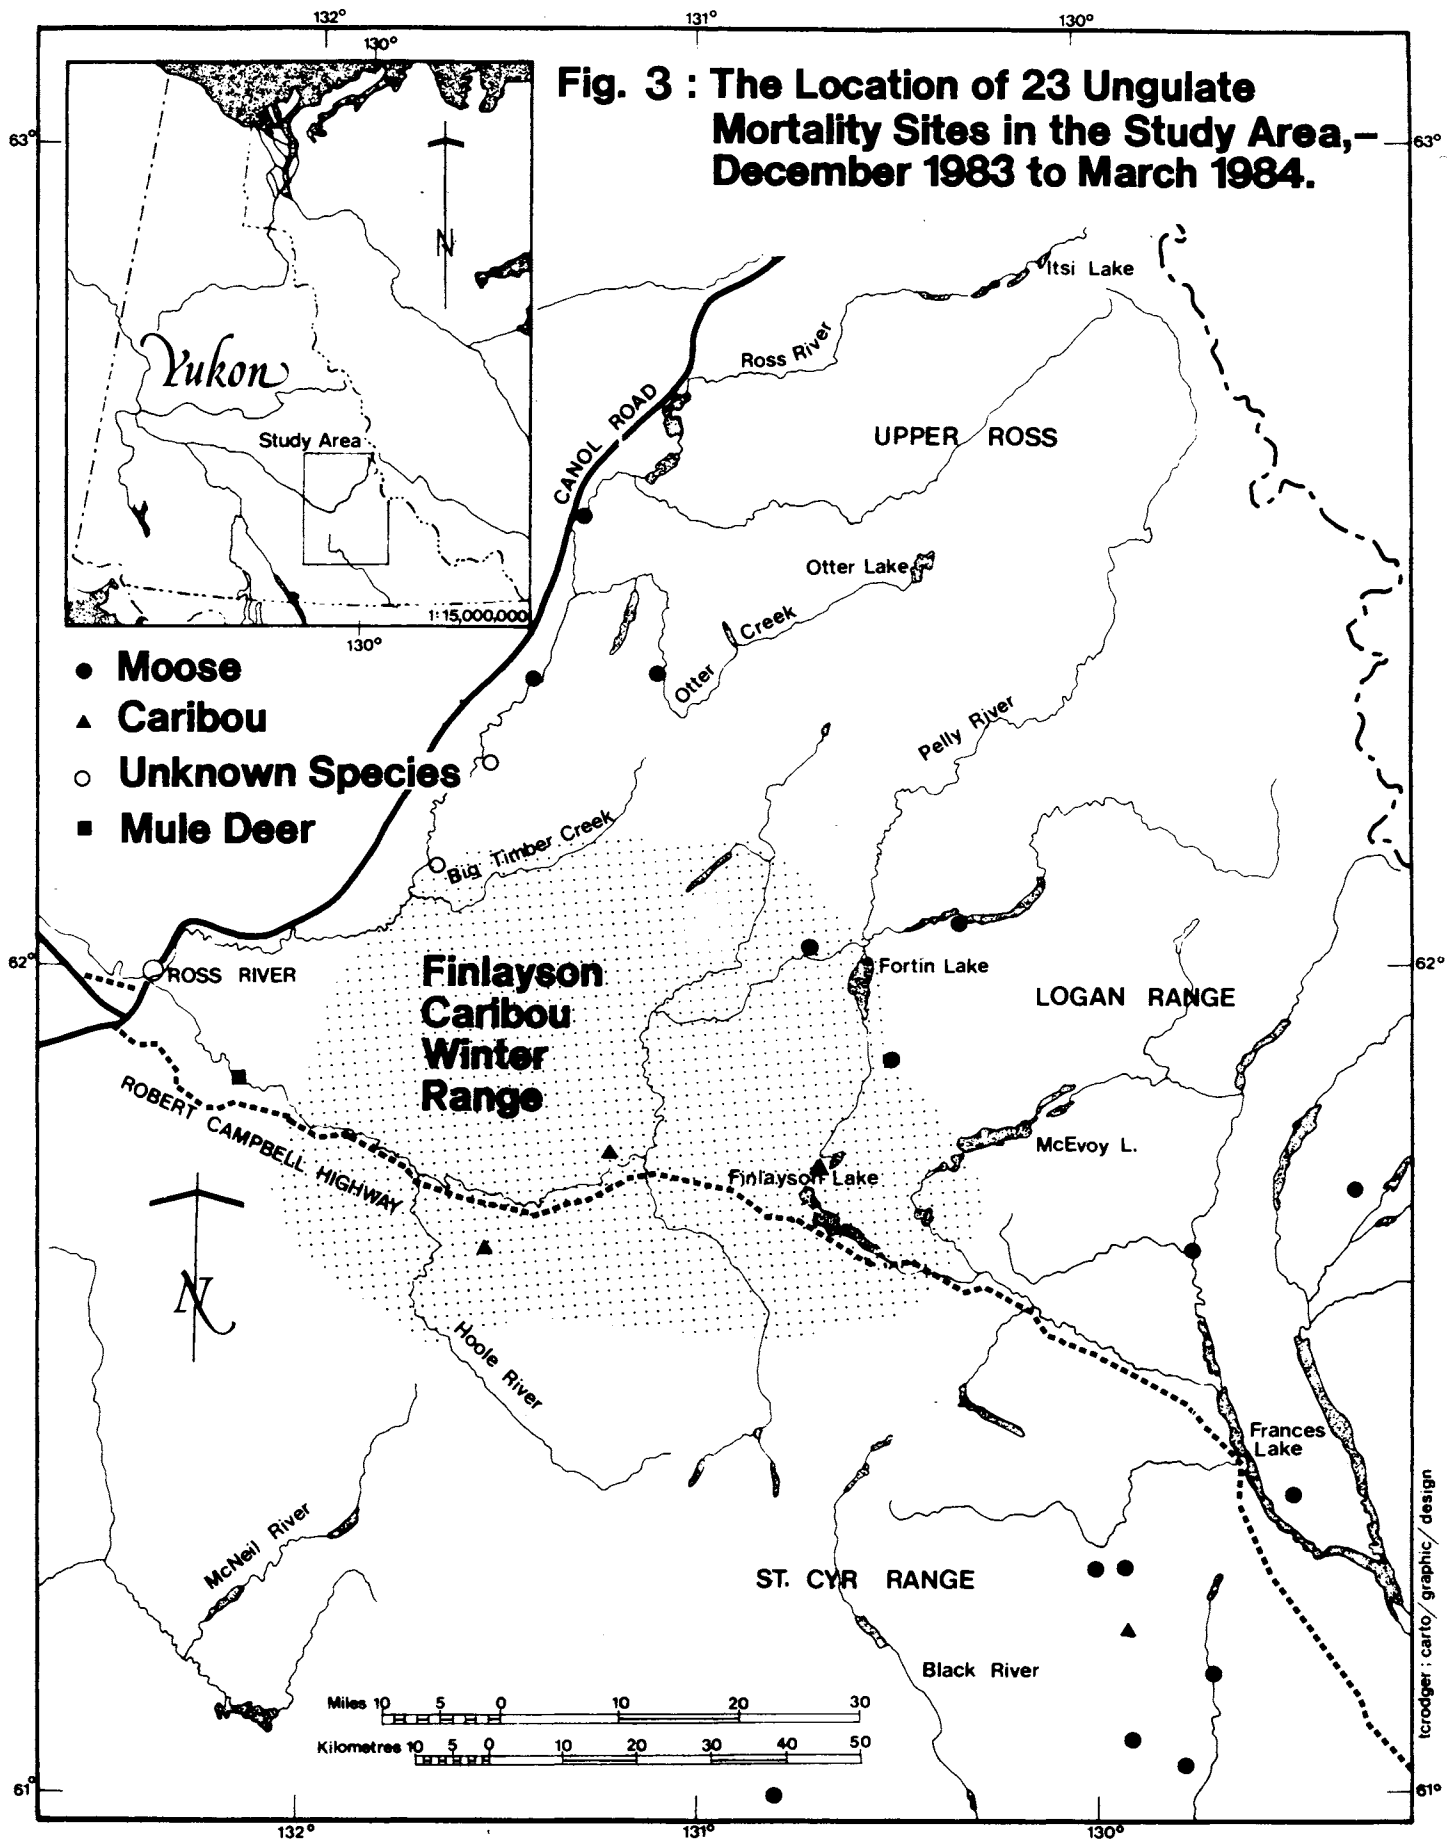 132°
131°
130°
130°
Fig. 3 : The Location of 23 Ungulate
Mortality Sites in the Study Area,–
December 1983 to March 1984.
63°
63°
N
Yukon
Study Area
1:15,000,000
130°
Itsi Lake
Ross River
CANOL ROAD
UPPER ROSS
Otter Lake
Otter Creek
Pelly River
Moose
Caribou
Unknown Species
Mule Deer
Big Timber Creek
62°
62°
ROSS RIVER
Finlayson
Caribou
Winter
Range
Fortin Lake
LOGAN RANGE
ROBERT CAMPBELL HIGHWAY
McEvoy L.
Finlayson Lake
N
Hoole River
Frances
Lake
McNeil River
ST. CYR RANGE
Black River
Miles 10 5 0 10 20 30
Kilometres 10 5 0 10 20 30 40 50
61°
61°
132°
131°
130°
tcrodger : carto/graphic/design